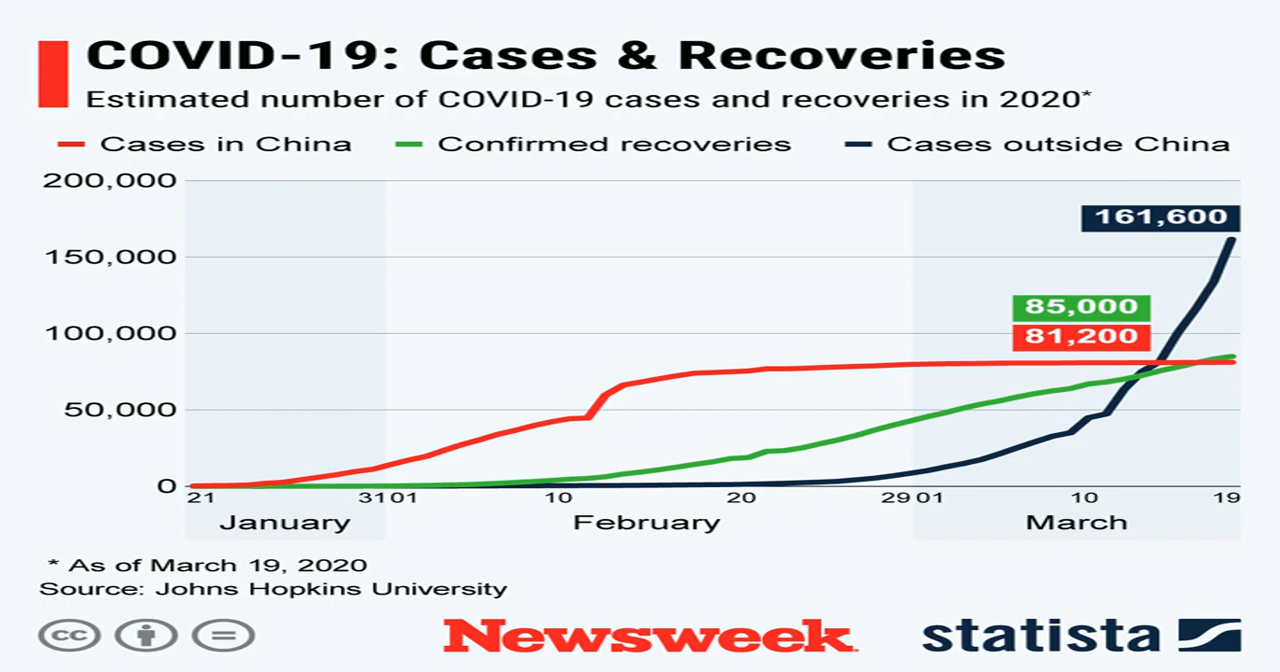 COVID-19: Cases & Recoveries
Estimated number of COVID-19 cases and recoveries in 2020*
Cases in China Confirmed recoveries Cases outside China
200,000
161,600
150,000
85,000
100,000
81,200
50,000
0
21 31 01 10 20 29 01 10 19
January February March
* As of March 19, 2020
Source: Johns Hopkins University
cc Newsweek statista